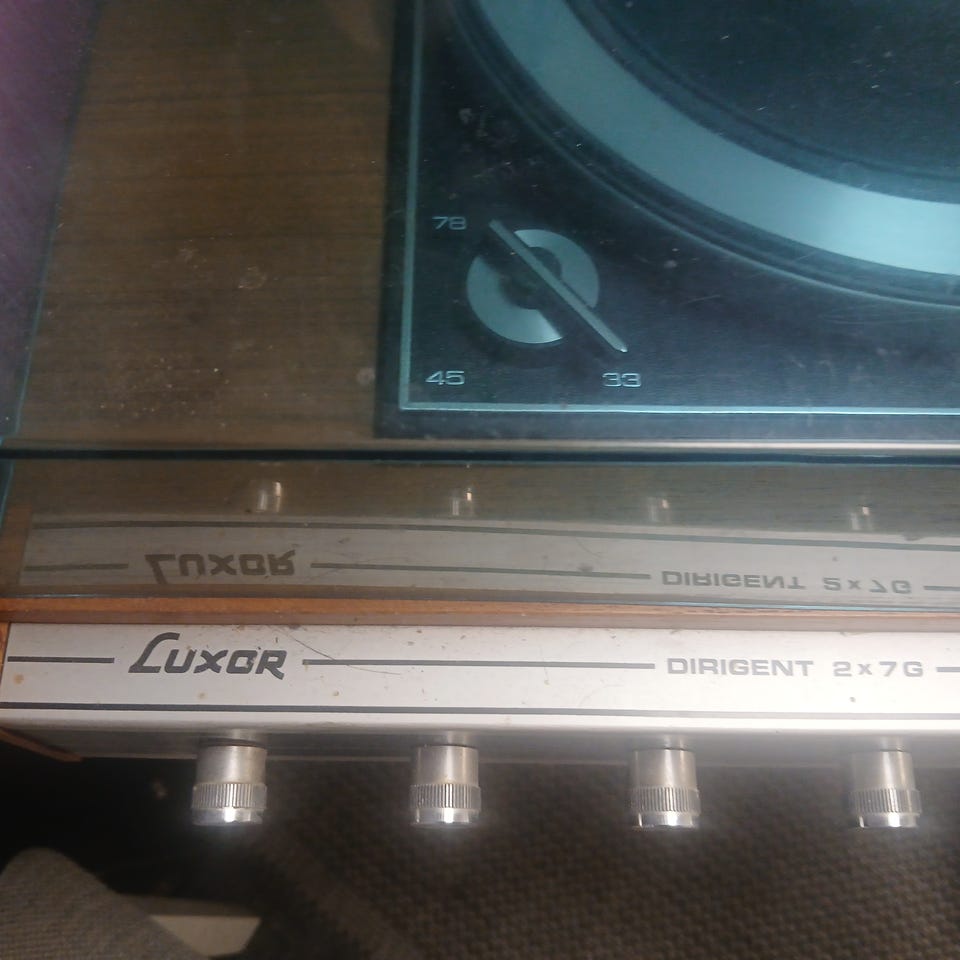 78
45 33
LUXOR DIRIGENT 2x7G
LUXOR DIRIGENT 2x7G